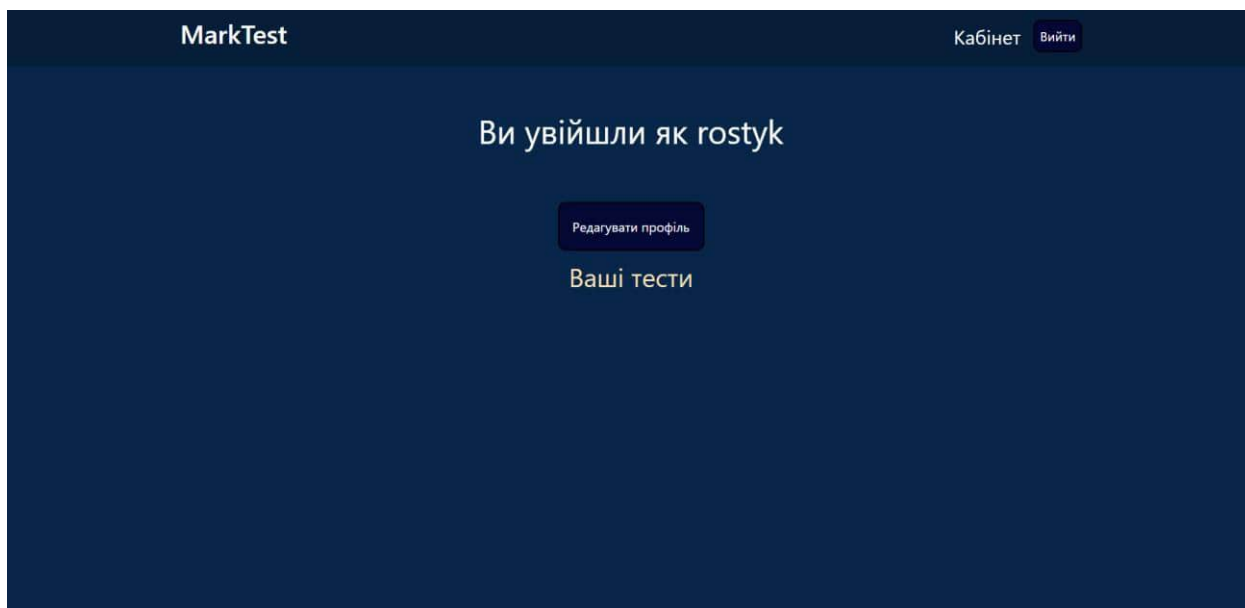 MarkTest
Кабінет Вийти
Ви увійшли як rostyk
Редагувати профіль
Ваші тести